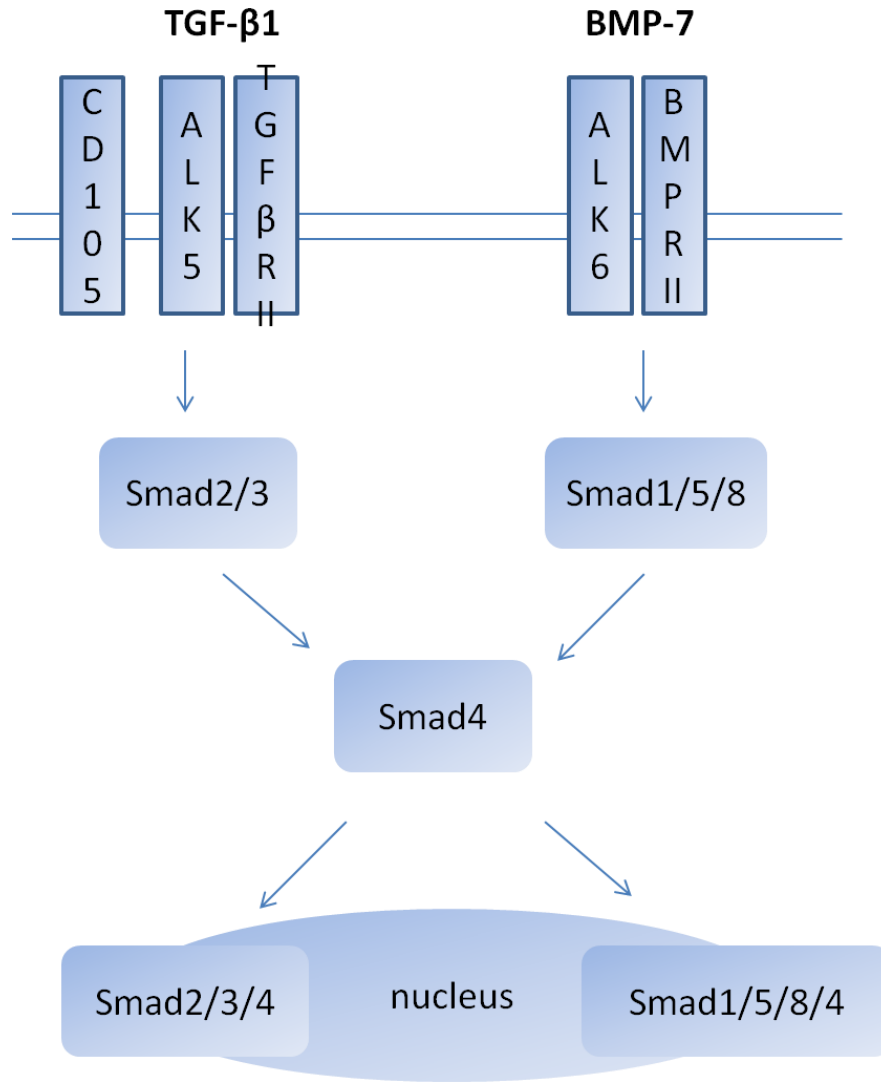 TGF-β1
BMP-7
CD105
ALK5
TGFβRII
ALK6
BMPRII
Smad2/3
Smad1/5/8
Smad4
Smad2/3/4
nucleus
Smad1/5/8/4